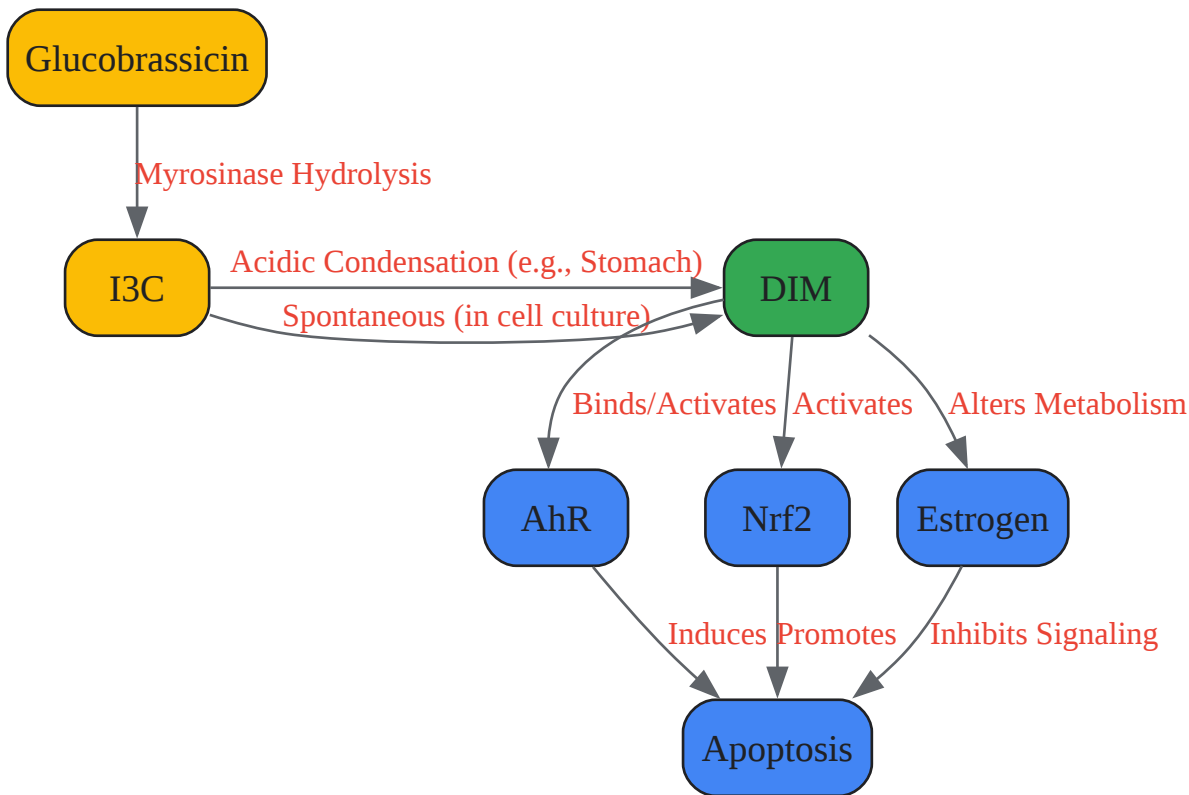 Glucobrassicin
Myrosinase Hydrolysis
I3C
Acidic Condensation (e.g., Stomach)
Spontaneous (in cell culture)
DIM
Binds/Activates
Activates
Alters Metabolism
AhR
Nrf2
Estrogen
Induces
Promotes
Inhibits Signaling
Apoptosis